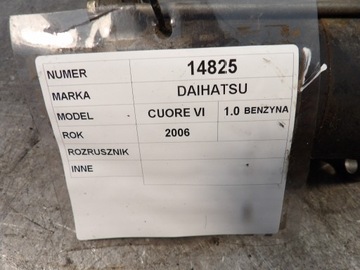 NUMER 14825
MARKA DAIHATSU
MODEL CUORE VI 1.0 BENZYNA
ROK 2006
ROZRUSZNIK
INNE